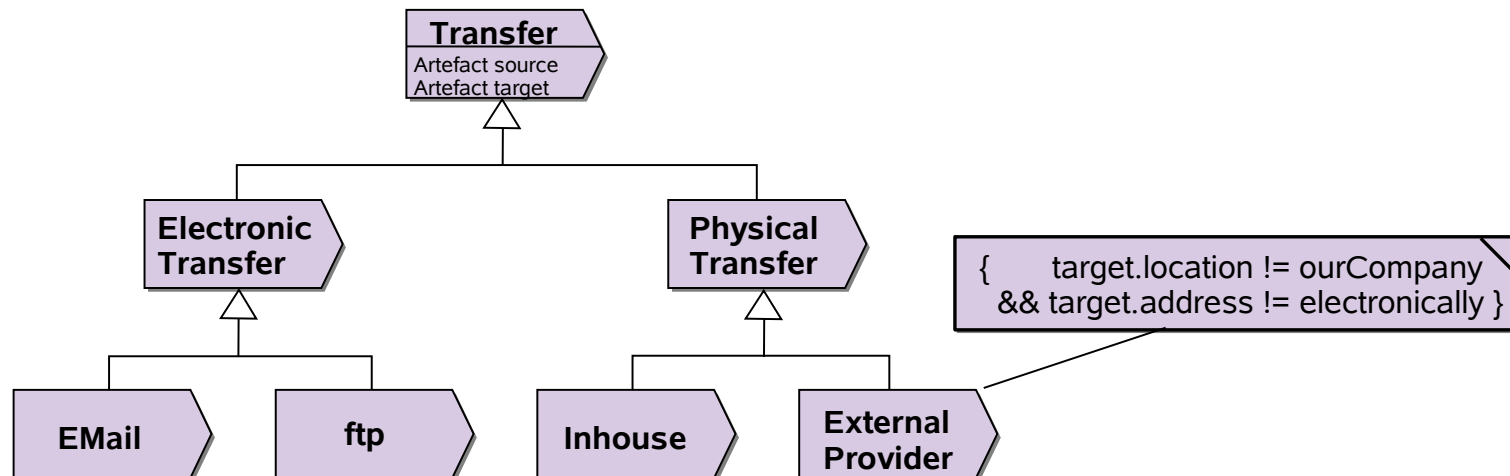 Transfer
Artefact source
Artefact target
Electronic
Transfer
Physical
Transfer
{ target.location != ourCompany
&& target.address != electronically }
EMail
ftp
Inhouse
External
Provider